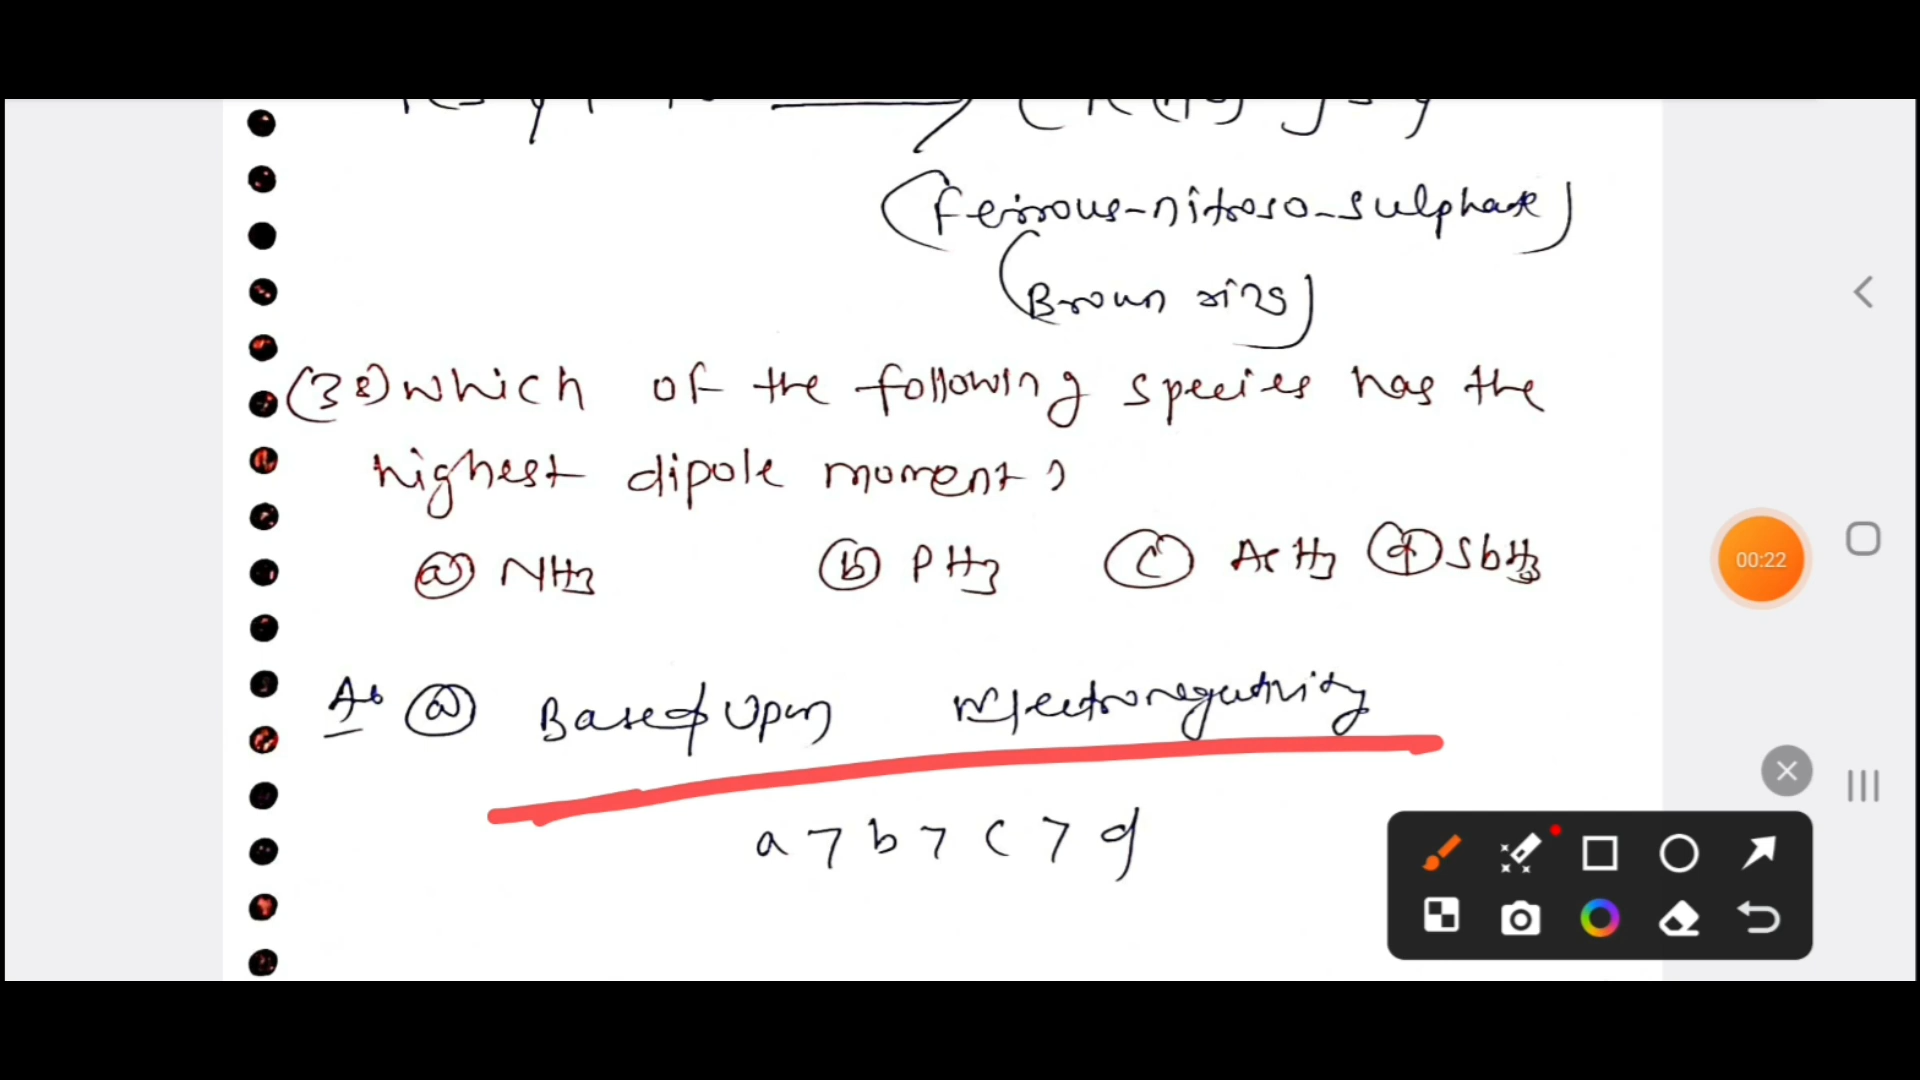 (Ferrous-nitroso-sulphate)
(Brown ring)
(38) which of the following species has the
highest dipole moment?
(a) NH3 (b) PH3 (c) AsH3 (d) SbH3
00:22
(a) Based upon electronegativity
a > b > c > d